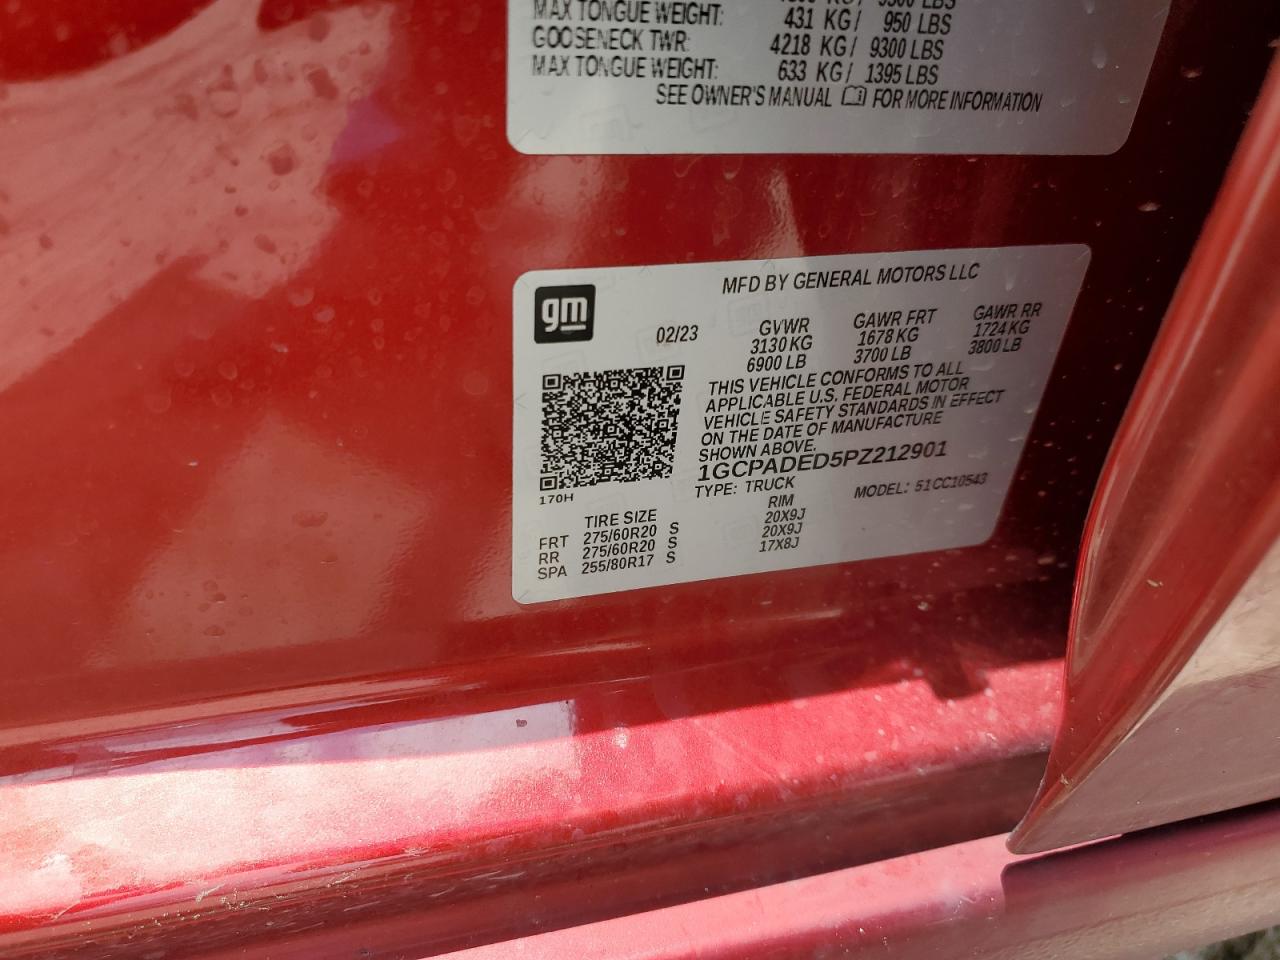 MAX TONGUE WEIGHT: 431 KG/ 950 LBS
GOOSENECK TWR: 4218 KG/ 9300 LBS
MAX TONGUE WEIGHT: 633 KG/ 1395 LBS
SEE OWNER'S MANUAL FOR MORE INFORMATION
gm
MFD BY GENERAL MOTORS LLC
02/23 GVWR GAWR FRT GAWR RR
3130 KG 1678 KG 1724 KG
6900 LB 3700 LB 3800 LB
THIS VEHICLE CONFORMS TO ALL
APPLICABLE U.S. FEDERAL MOTOR
VEHICLE SAFETY STANDARDS IN EFFECT
ON THE DATE OF MANUFACTURE
SHOWN ABOVE.
1GCPADED5PZ212901
TYPE: TRUCK MODEL: 51CC10543
170H
TIRE SIZE RIM
FRT 275/60R20 S 20X9J
RR 275/60R20 S 20X9J
SPA 255/80R17 S 17X8J